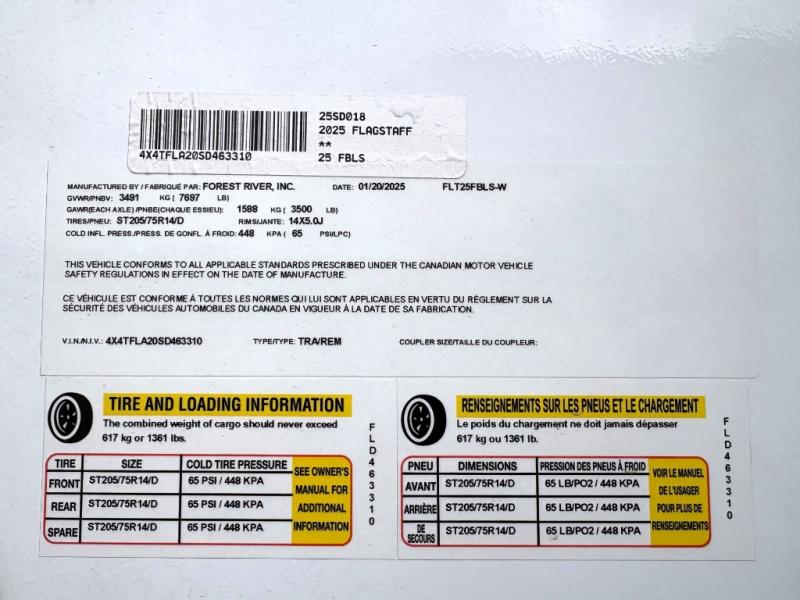 25SD018
2025 FLAGSTAFF
**
4X4TFLA20SD463310 25 FBLS
MANUFACTURED BY / FABRIQUÉ PAR: FOREST RIVER, INC. DATE: 01/20/2025 FLT25FBLS-W
GVWR/PNBV: 3491 KG ( 7697 LB)
GAWR(EACH AXLE) /PNBE(CHAQUE ESSIEU): 1588 KG ( 3500 LB)
TIRES/PNEU: ST205/75R14/D RIMS/JANTE: 14X5.0J
COLD INFL. PRESS./PRESS. DE GONFL. À FROID: 448 KPA ( 65 PSI/LPC)
THIS VEHICLE CONFORMS TO ALL APPLICABLE STANDARDS PRESCRIBED UNDER THE CANADIAN MOTOR VEHICLE
SAFETY REGULATIONS IN EFFECT ON THE DATE OF MANUFACTURE.
CE VÉHICULE EST CONFORME À TOUTES LES NORMES QUI LUI SONT APPLICABLES EN VERTU DU RÉGLEMENT SUR LA
SÉCURITÉ DES VÉHICULES AUTOMOBILES DU CANADA EN VIGUEUR À LA DATE DE SA FABRICATION.
V.I.N./N.I.V.: 4X4TFLA20SD463310 TYPE/TYPE: TRA/REM COUPLER SIZE/TAILLE DU COUPLEUR:
TIRE AND LOADING INFORMATION
The combined weight of cargo should never exceed
617 kg or 1361 lbs.
TIRE SIZE COLD TIRE PRESSURE
FRONT ST205/75R14/D 65 PSI / 448 KPA
REAR ST205/75R14/D 65 PSI / 448 KPA
SPARE ST205/75R14/D 65 PSI / 448 KPA
SEE OWNER'S
MANUAL FOR
ADDITIONAL
INFORMATION
FLD463310
RENSEIGNEMENTS SUR LES PNEUS ET LE CHARGEMENT
Le poids du chargement ne doit jamais dépasser
617 kg ou 1361 lb.
PNEU DIMENSIONS PRESSION DES PNEUS À FROID
AVANT ST205/75R14/D 65 LB/PO2 / 448 KPA
ARRIÈRE ST205/75R14/D 65 LB/PO2 / 448 KPA
DE SECOURS ST205/75R14/D 65 LB/PO2 / 448 KPA
VOIR LE MANUEL
DE L'USAGER
POUR PLUS DE
RENSEIGNEMENTS
FLD463310